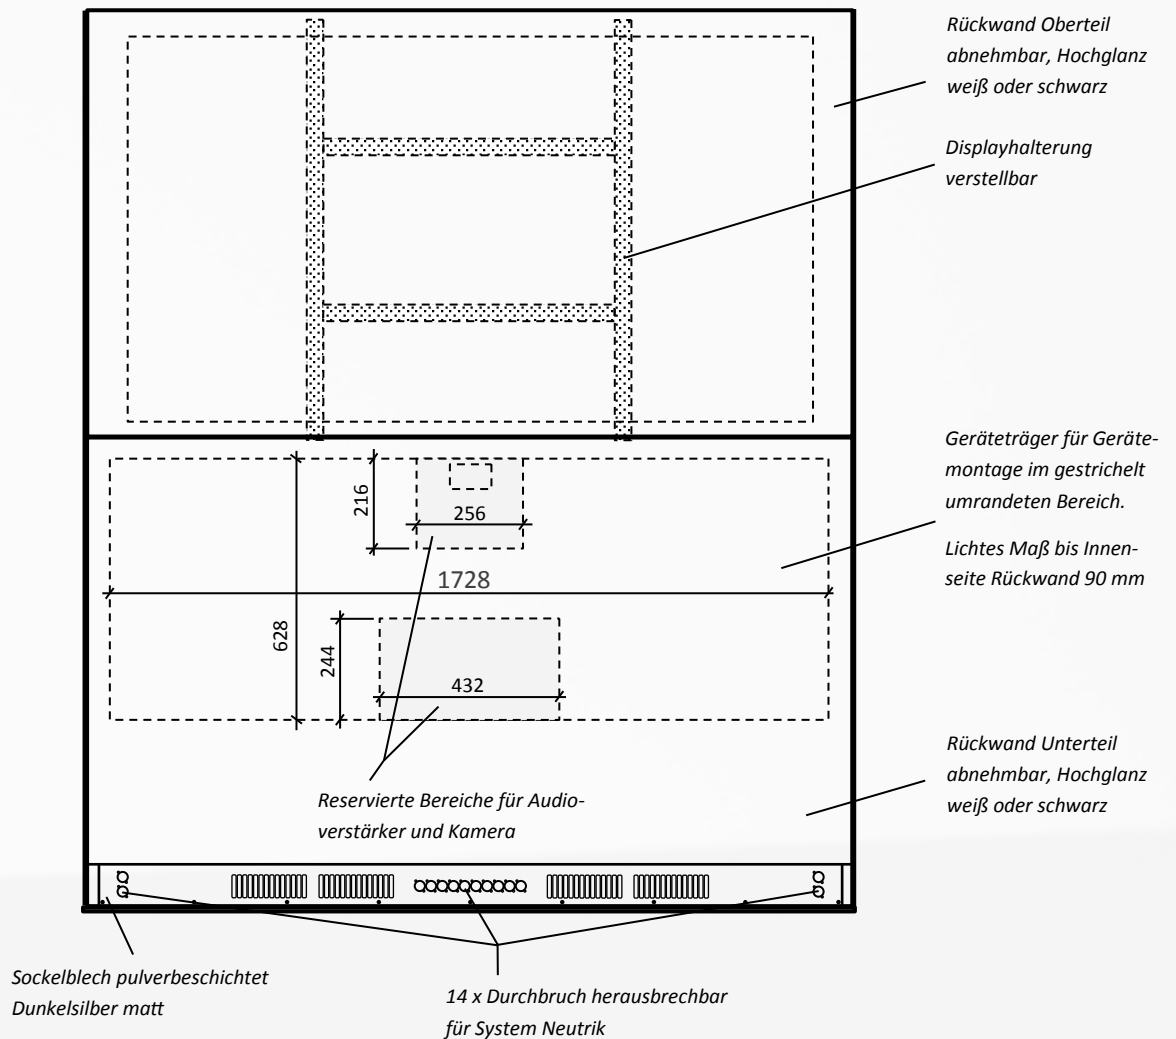 Rückwand Oberteil
abnehmbar, Hochglanz
weiß oder schwarz
Displayhalterung
verstellbar
Geräteträger für Geräte-
montage im gestrichelt
umrandeten Bereich.
Lichtes Maß bis Innen-
seite Rückwand 90 mm
216
256
1728
628
244
432
Reservierte Bereiche für Audio-
verstärker und Kamera
Rückwand Unterteil
abnehmbar, Hochglanz
weiß oder schwarz
Sockelblech pulverbeschichtet
Dunkelsilber matt
14 x Durchbruch herausbrechbar
für System Neutrik